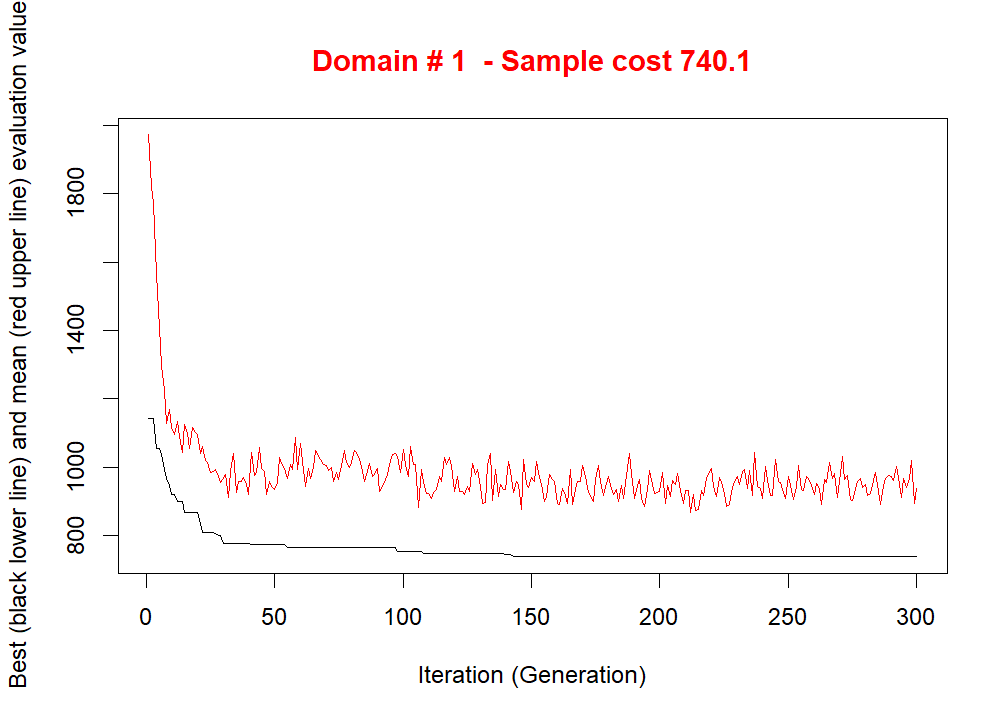 Domain # 1  - Sample cost 740.1
Best (black lower line) and mean (red upper line) evaluation value
1800
1400
1000
800
0 50 100 150 200 250 300
Iteration (Generation)